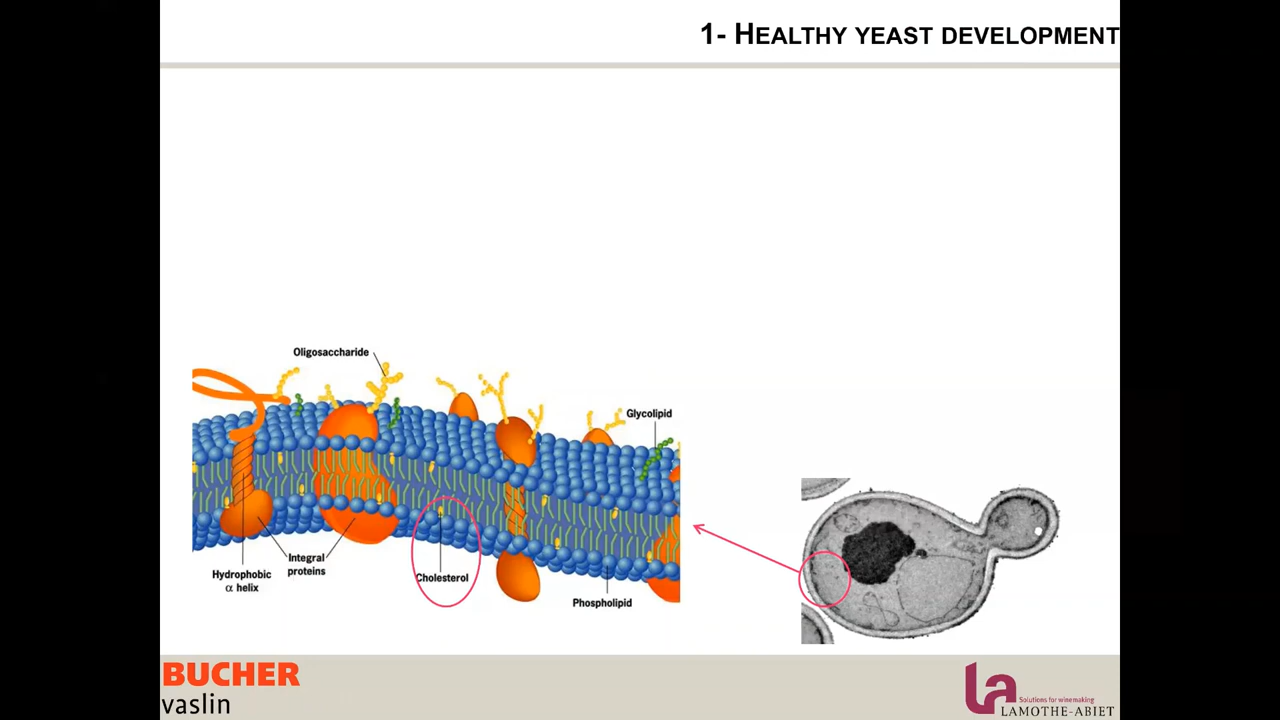 1- HEALTHY YEAST DEVELOPMENT
Oligosaccharide
Glycolipid
Integral
proteins
Hydrophobic
α helix
Cholesterol
Phospholipid
BUCHER
vaslin
la
Solutions for winemaking
LAMOTHE-ABIET